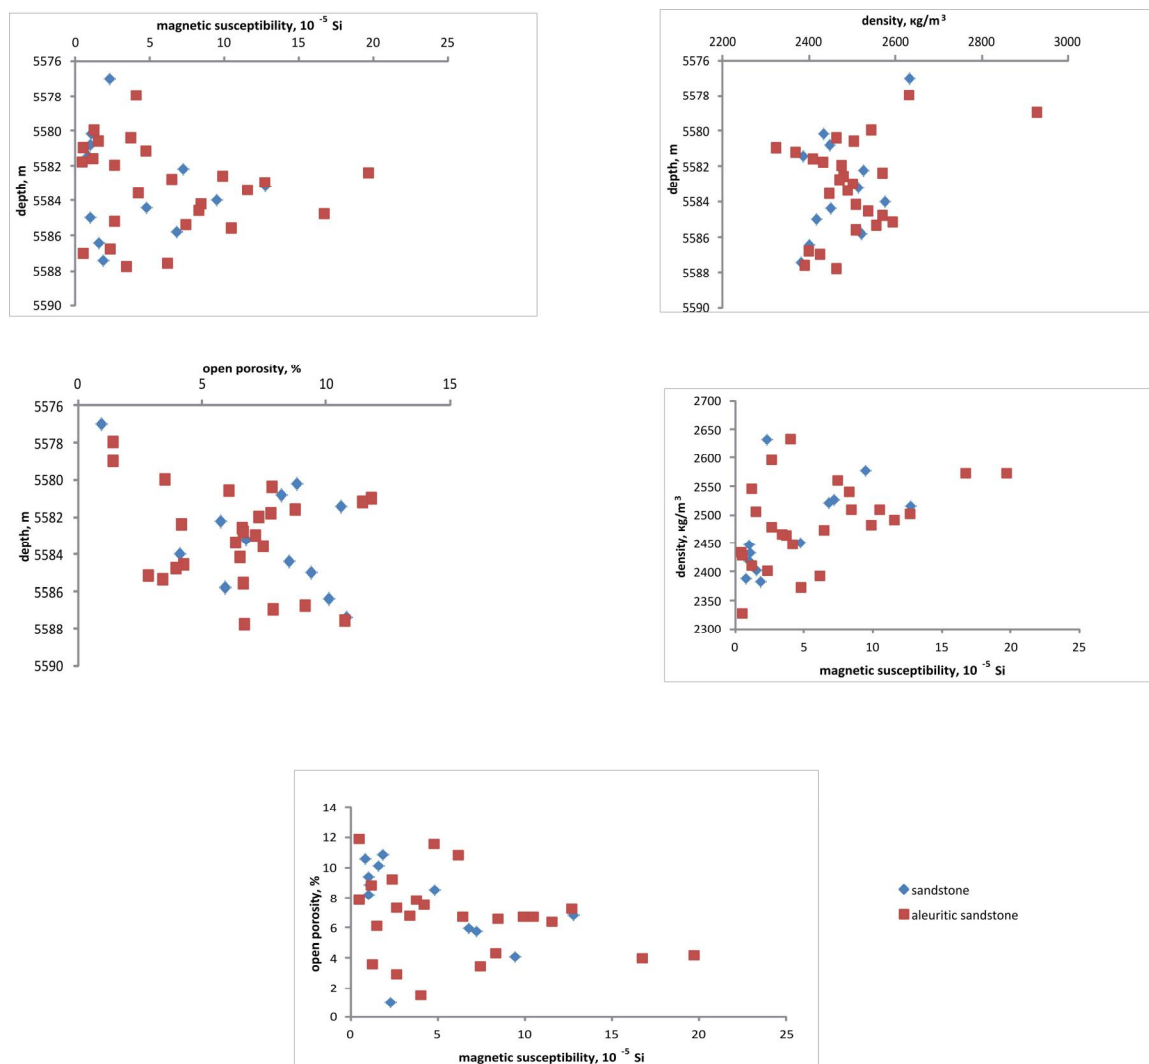 magnetic susceptibility, 10 -5 Si
0 5 10 15 20 25
5576
5578
5580
5582
5584
5586
5588
5590
depth, m
density, кg/m3
2200 2400 2600 2800 3000
5576
5578
5580
5582
5584
5586
5588
5590
depth, m
open porosity, %
0 5 10 15
5576
5578
5580
5582
5584
5586
5588
5590
depth, m
2700
2650
2600
2550
2500
2450
2400
2350
2300
density, кg/m3
0 5 10 15 20 25
magnetic susceptibility, 10 -5 Si
14
12
10
8
6
4
2
0
open porosity, %
0 5 10 15 20 25
magnetic susceptibility, 10 -5 Si
sandstone
aleuritic sandstone